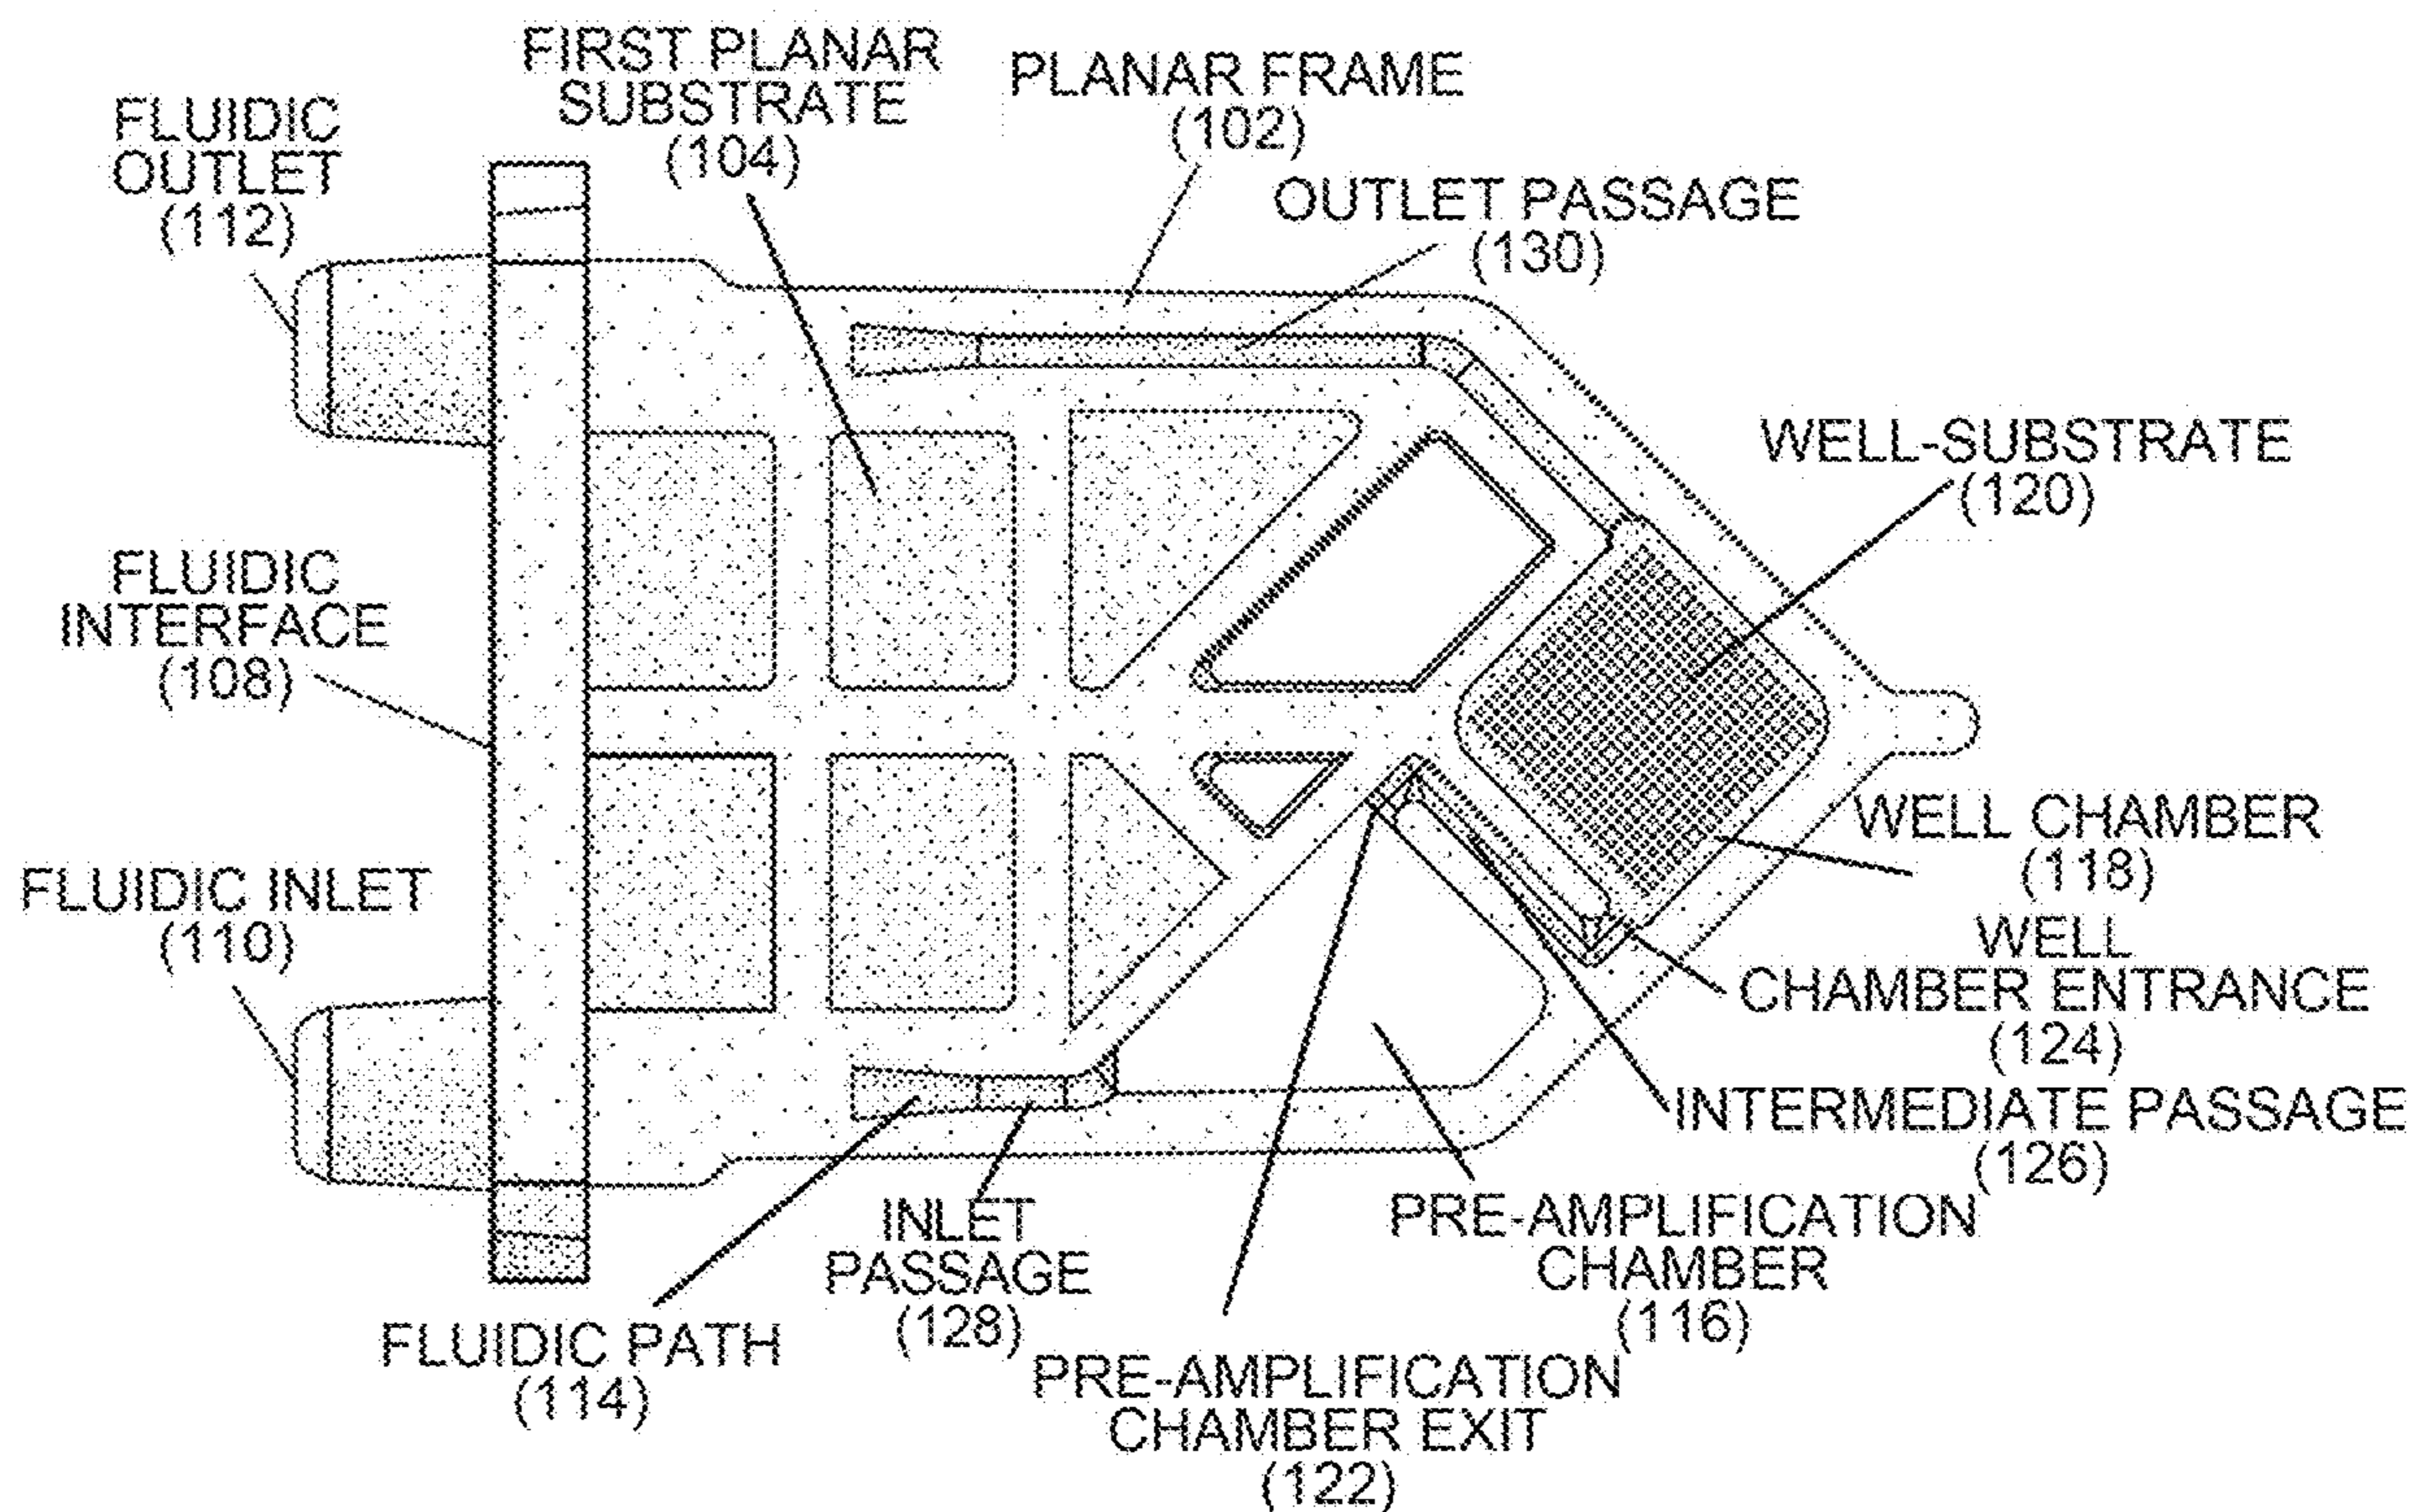 FIRST PLANAR
SUBSTRATE
(104)
PLANAR FRAME
(102)
FLUIDIC
OUTLET
(112)
OUTLET PASSAGE
(130)
WELL-SUBSTRATE
(120)
FLUIDIC
INTERFACE
(108)
WELL CHAMBER
(118)
FLUIDIC INLET
(110)
WELL
CHAMBER ENTRANCE
(124)
INTERMEDIATE PASSAGE
(126)
PRE-AMPLIFICATION
CHAMBER
(116)
INLET
PASSAGE
(128)
FLUIDIC PATH
(114)
PRE-AMPLIFICATION
CHAMBER EXIT
(122)